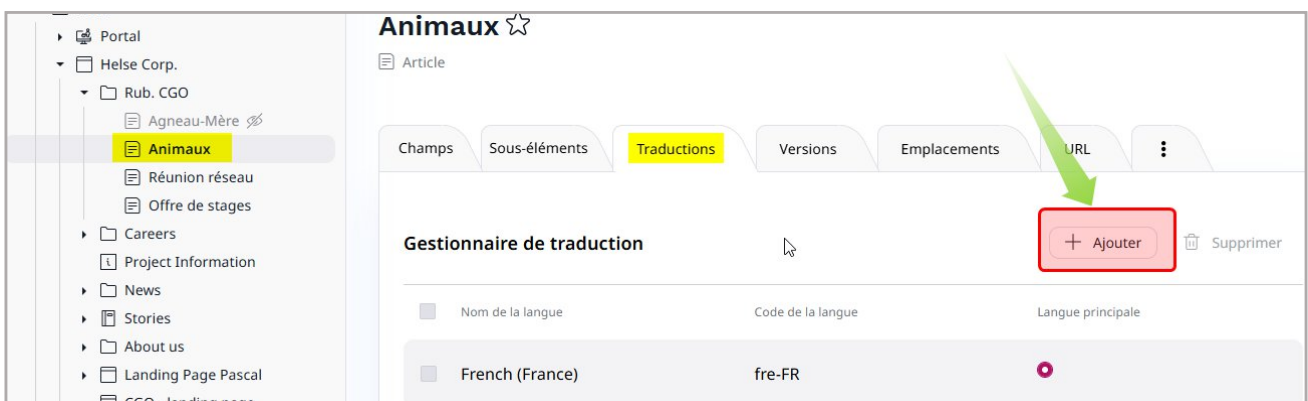 Portal
Helse Corp.
Rub. CGO
Agneau-Mère
Animaux
Réunion réseau
Offre de stages
Careers
Project Information
News
Stories
About us
Landing Page Pascal
Animaux
Article
Champs Sous-éléments Traductions Versions Emplacements URL
Gestionnaire de traduction
+ Ajouter Supprimer
Nom de la langue Code de la langue Langue principale
French (France) fre-FR